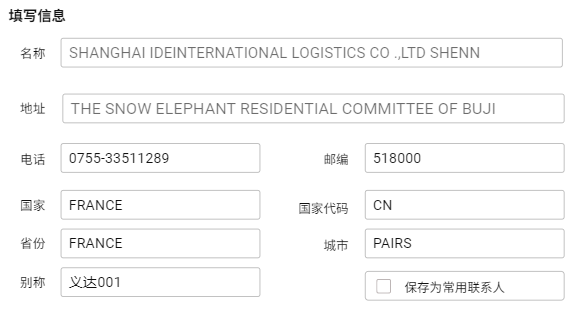 填写信息
名称 SHANGHAI IDEINTERNATIONAL LOGISTICS CO .,LTD SHENN
地址 THE SNOW ELEPHANT RESIDENTIAL COMMITTEE OF BUJI
电话 0755-33511289 邮编 518000
国家 FRANCE 国家代码 CN
省份 FRANCE 城市 PAIRS
别称 义达001 保存为常用联系人